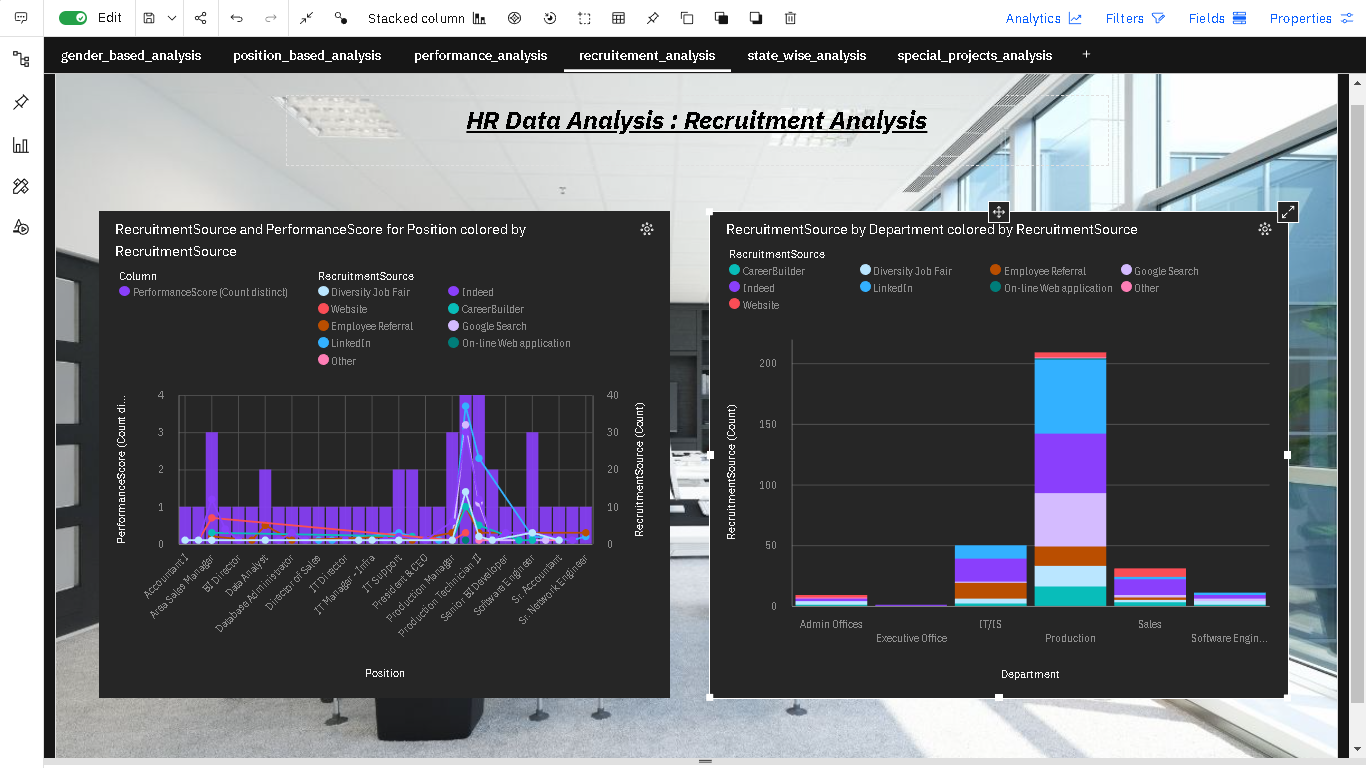 Edit
Stacked column
Analytics
Filters
Fields
Properties
gender_based_analysis
position_based_analysis
performance_analysis
recruitement_analysis
state_wise_analysis
special_projects_analysis
+
HR Data Analysis : Recruitment Analysis
RecruitmentSource and PerformanceScore for Position colored by
RecruitmentSource
Column
PerformanceScore (Count distinct)
RecruitmentSource
Diversity Job Fair
Indeed
Website
CareerBuilder
Employee Referral
Google Search
LinkedIn
On-line Web application
Other
PerformanceScore (Count di...
4
3
2
1
0
40
30
20
10
0
RecruitmentSource (Count)
Accountant I
Area Sales Manager
BI Director
Data Analyst
Database Administrator
Director of Sales
IT Director
IT Manager - Infra
IT Support
President & CEO
Production Manager
Production Technician II
Senior BI Developer
Software Engineer
Sr. Accountant
Sr. Network Engineer
Position
RecruitmentSource by Department colored by RecruitmentSource
RecruitmentSource
CareerBuilder
Diversity Job Fair
Employee Referral
Google Search
Indeed
LinkedIn
On-line Web application
Other
Website
RecruitmentSource (Count)
200
150
100
50
0
Admin Offices
Executive Office
IT/IS
Production
Sales
Software Engin...
Department